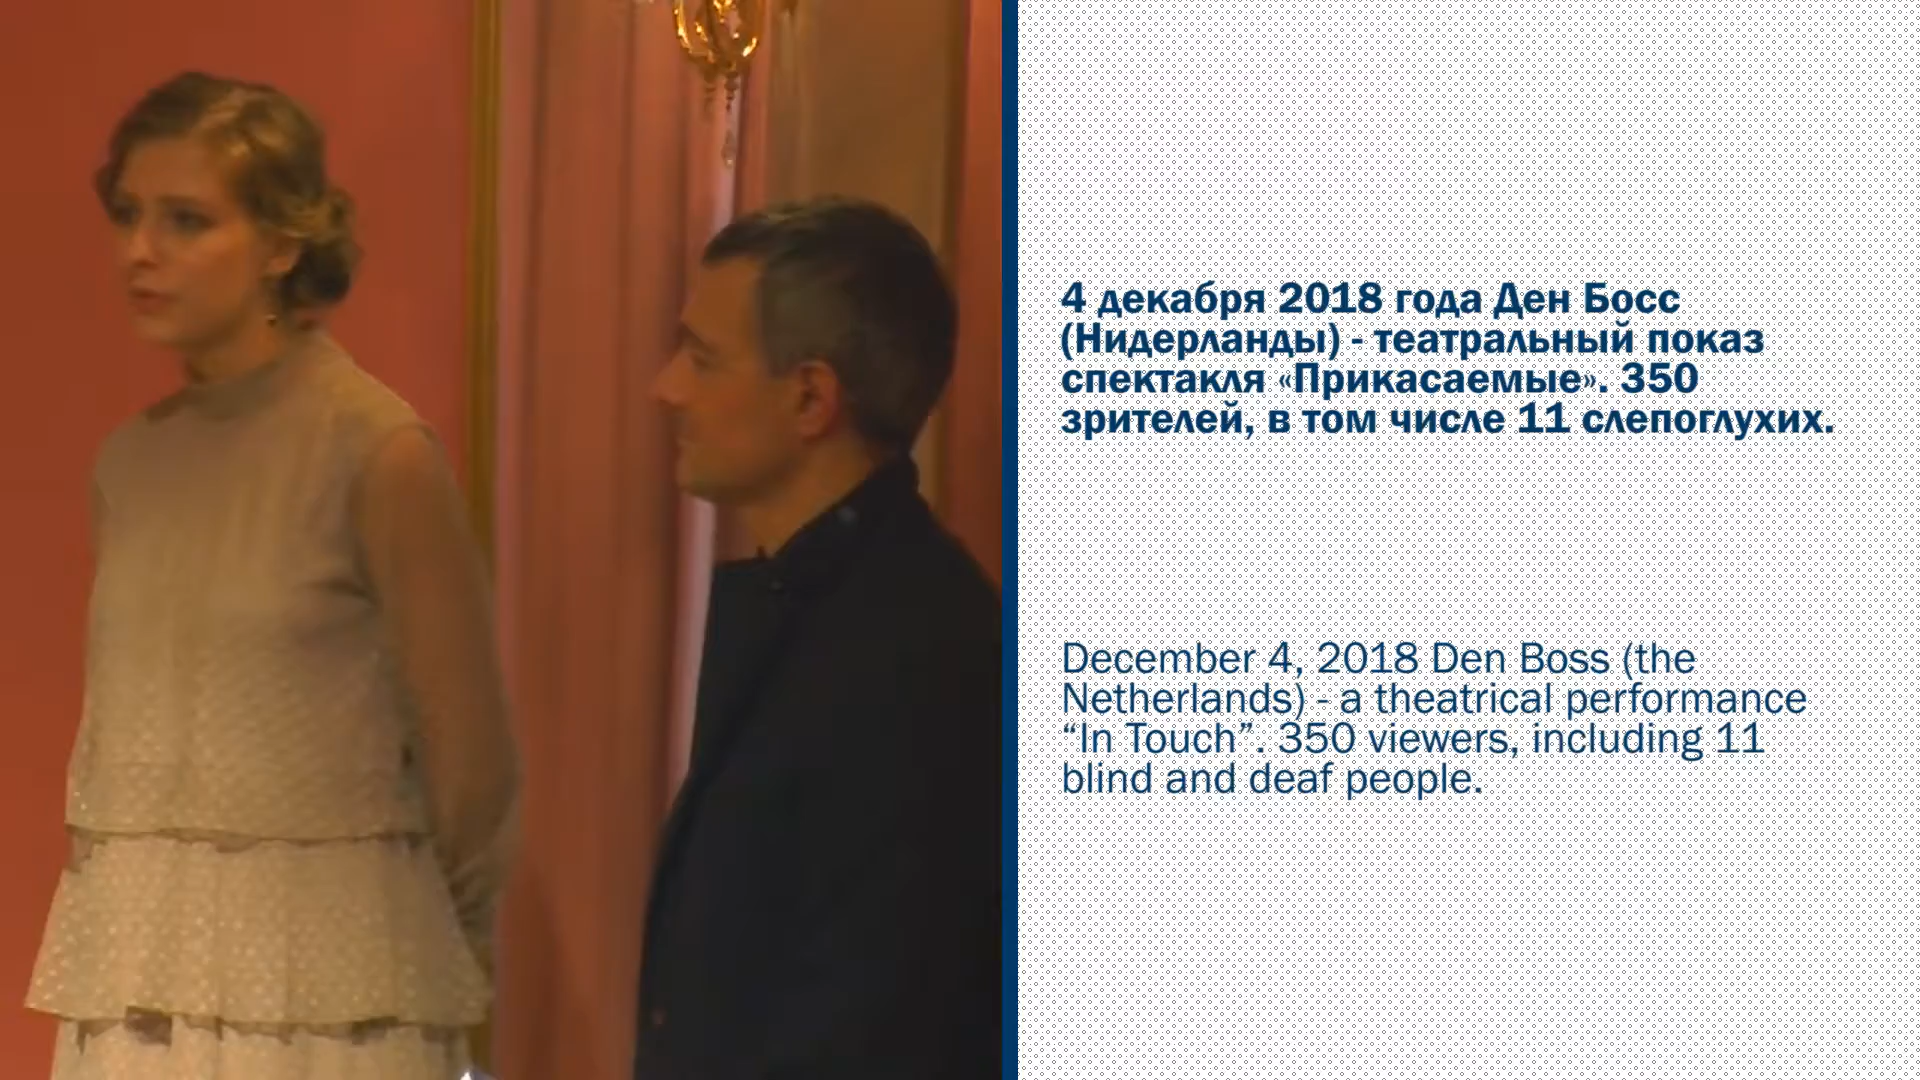 4 декабря 2018 года Ден Босс
(Нидерланды) - театральный показ
спектакля «Прикасаемые». 350
зрителей, в том числе 11 слепоглухих.
December 4, 2018 Den Boss (the
Netherlands) - a theatrical performance
“In Touch”. 350 viewers, including 11
blind and deaf people.